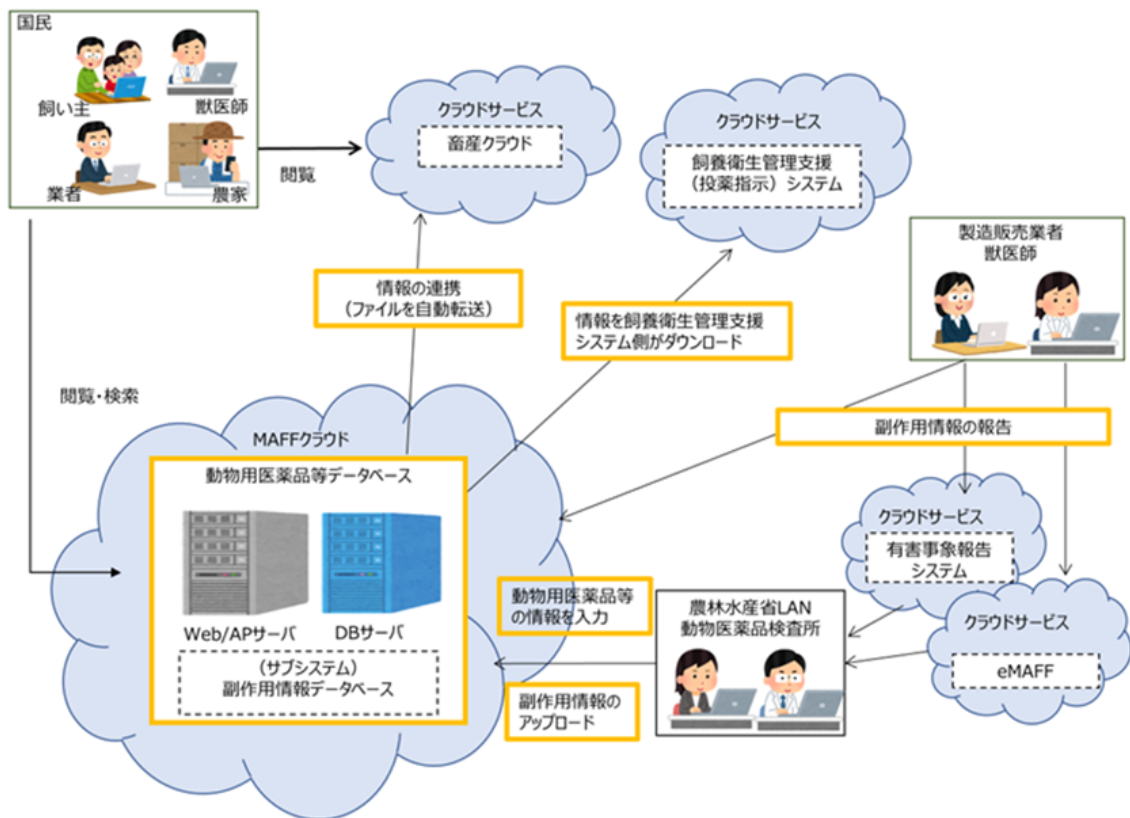 国民
飼い主
獣医師
業者
農家
閲覧
クラウドサービス
畜産クラウド
クラウドサービス
飼養衛生管理支援
（投薬指示）システム
製造販売業者
獣医師
情報の連携
（ファイルを自動転送）
情報を飼養衛生管理支援
システム側がダウンロード
閲覧・検索
副作用情報の報告
MAFFクラウド
動物用医薬品等データベース
Web/APサーバ
DBサーバ
（サブシステム）
副作用情報データベース
クラウドサービス
有害事象報告
システム
動物用医薬品等
の情報を入力
農林水産省LAN
動物医薬品検査所
クラウドサービス
eMAFF
副作用情報の
アップロード